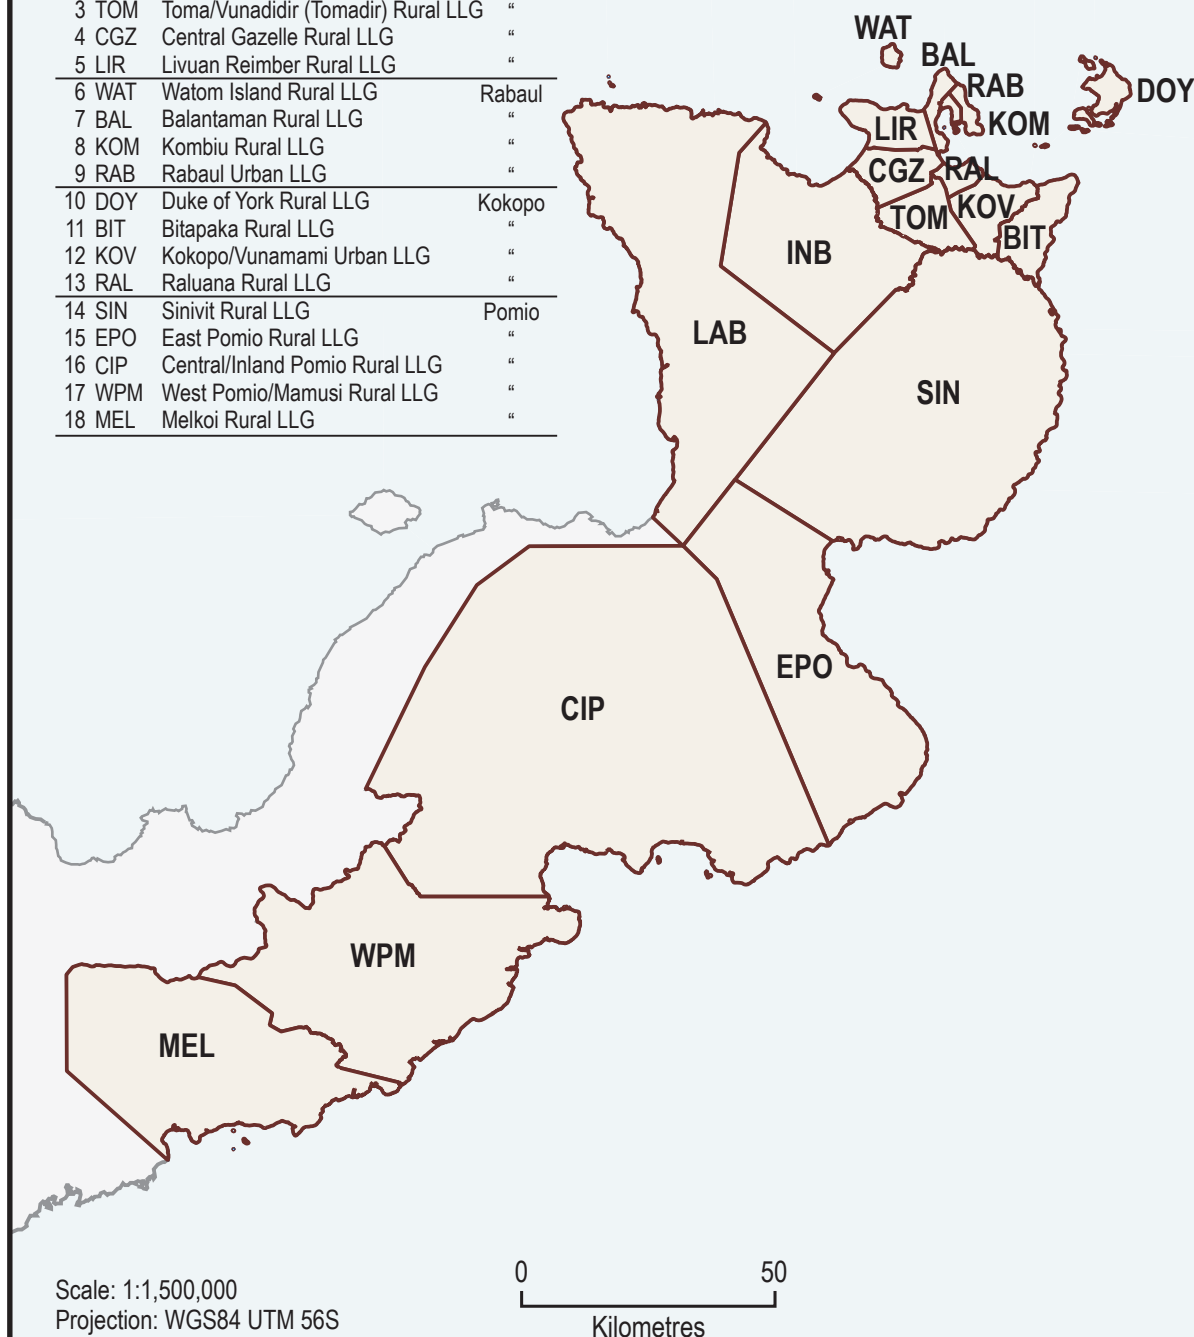 3 TOM Toma/Vunadidir (Tomadir) Rural LLG “
4 CGZ Central Gazelle Rural LLG “
5 LIR Livuan Reimber Rural LLG “
6 WAT Watom Island Rural LLG Rabaul
7 BAL Balantaman Rural LLG “
8 KOM Kombiu Rural LLG “
9 RAB Rabaul Urban LLG “
10 DOY Duke of York Rural LLG Kokopo
11 BIT Bitapaka Rural LLG “
12 KOV Kokopo/Vunamami Urban LLG “
13 RAL Raluana Rural LLG “
14 SIN Sinivit Rural LLG Pomio
15 EPO East Pomio Rural LLG “
16 CIP Central/Inland Pomio Rural LLG “
17 WPM West Pomio/Mamusi Rural LLG “
18 MEL Melkoi Rural LLG “
WAT
BAL
RAB
DOY
KOM
LIR
CGZ
RAL
KOV
TOM
BIT
INB
LAB
SIN
EPO
CIP
WPM
MEL
0 50
Kilometres
Scale: 1:1,500,000
Projection: WGS84 UTM 56S